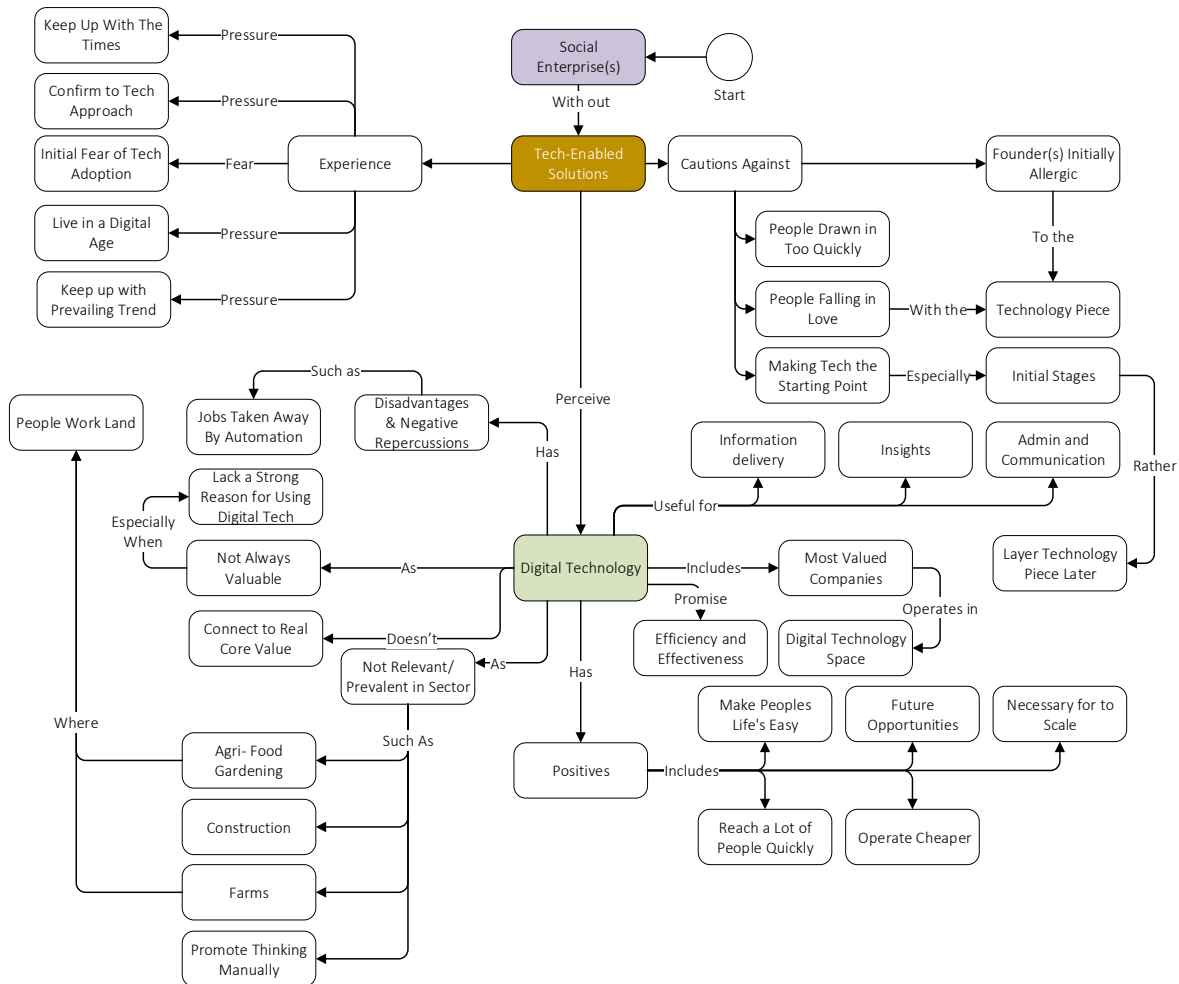 Keep Up With The
Times
Pressure
Social
Enterprise(s)
Start
Confirm to Tech
Approach
Pressure
With out
Initial Fear of Tech
Adoption
Fear
Experience
Tech-Enabled
Solutions
Cautions Against
Founder(s) Initially
Allergic
Live in a Digital
Age
Pressure
People Drawn in
Too Quickly
To the
Keep up with
Prevailing Trend
Pressure
People Falling in
Love
With the
Technology Piece
Making Tech the
Starting Point
Especially
Initial Stages
Such as
Perceive
People Work Land
Jobs Taken Away
By Automation
Disadvantages
& Negative
Repercussions
Has
Information
delivery
Insights
Admin and
Communication
Rather
Lack a Strong
Reason for Using
Digital Tech
Useful for
Especially
When
Not Always
Valuable
As
Digital Technology
Includes
Most Valued
Companies
Layer Technology
Piece Later
Promise
Operates in
Connect to Real
Core Value
Doesn't
Efficiency and
Effectiveness
Digital Technology
Space
Not Relevant/
Prevalent in Sector
As
Has
Make Peoples
Life's Easy
Future
Opportunities
Necessary for to
Scale
Where
Such As
Agri- Food
Gardening
Positives
Includes
Construction
Reach a Lot of
People Quickly
Operate Cheaper
Farms
Promote Thinking
Manually